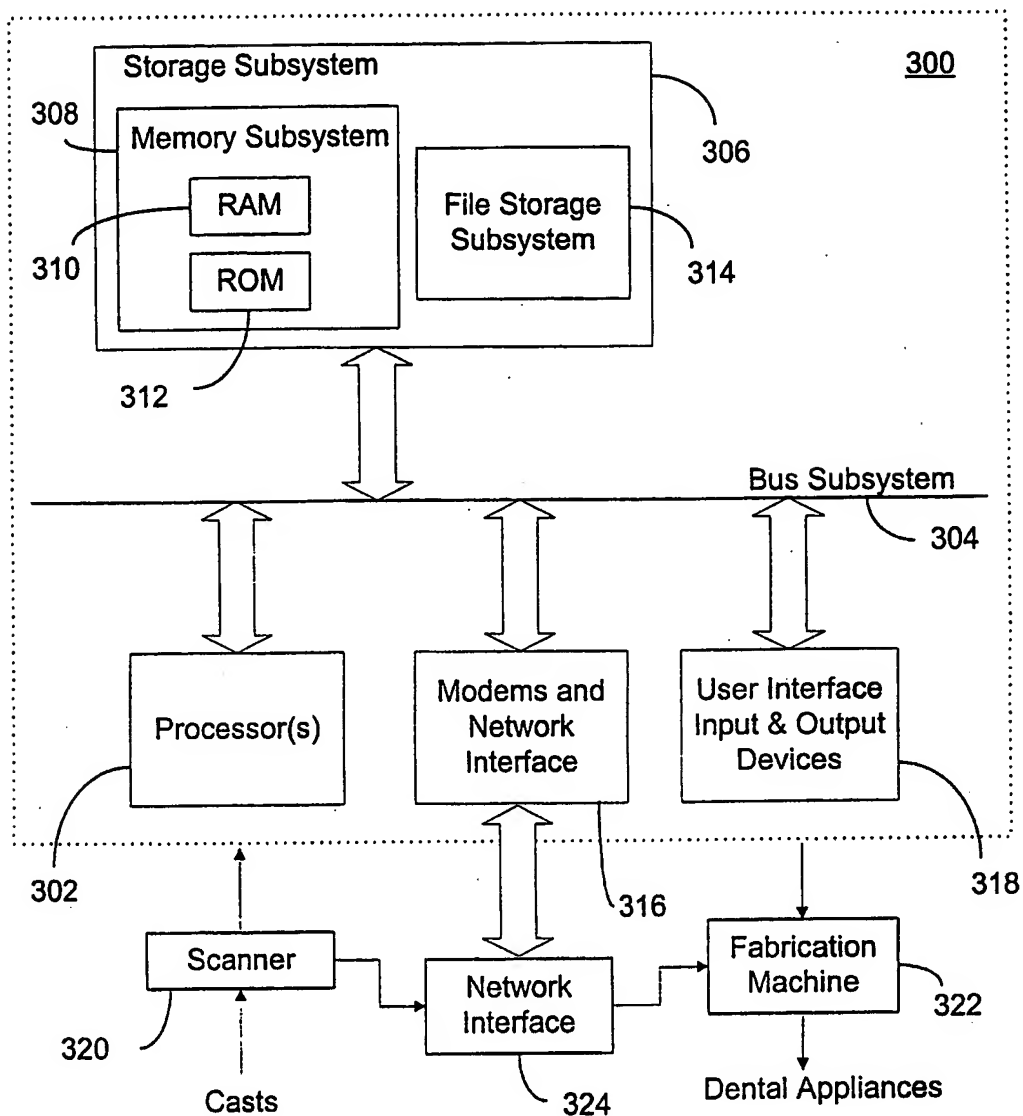 Storage Subsystem
300
308
Memory Subsystem
306
RAM
File Storage
Subsystem
310
ROM
314
312
Bus Subsystem
304
Processor(s)
Modems and
Network
Interface
User Interface
Input & Output
Devices
302
316
318
Scanner
Network
Interface
Fabrication
Machine
320
322
Casts
324
Dental Appliances